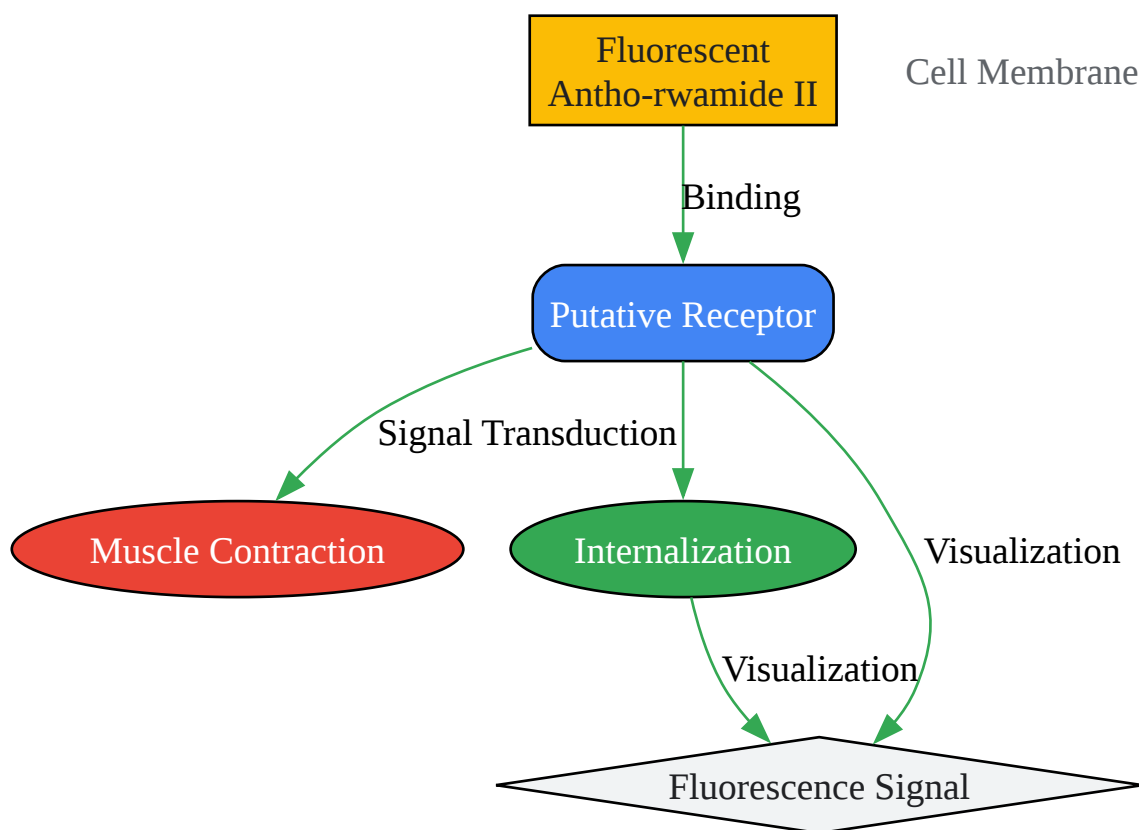 Fluorescent
Antho-rwamide II
Cell Membrane
Binding
Putative Receptor
Signal Transduction
Muscle Contraction
Internalization
Visualization
Visualization
Fluorescence Signal